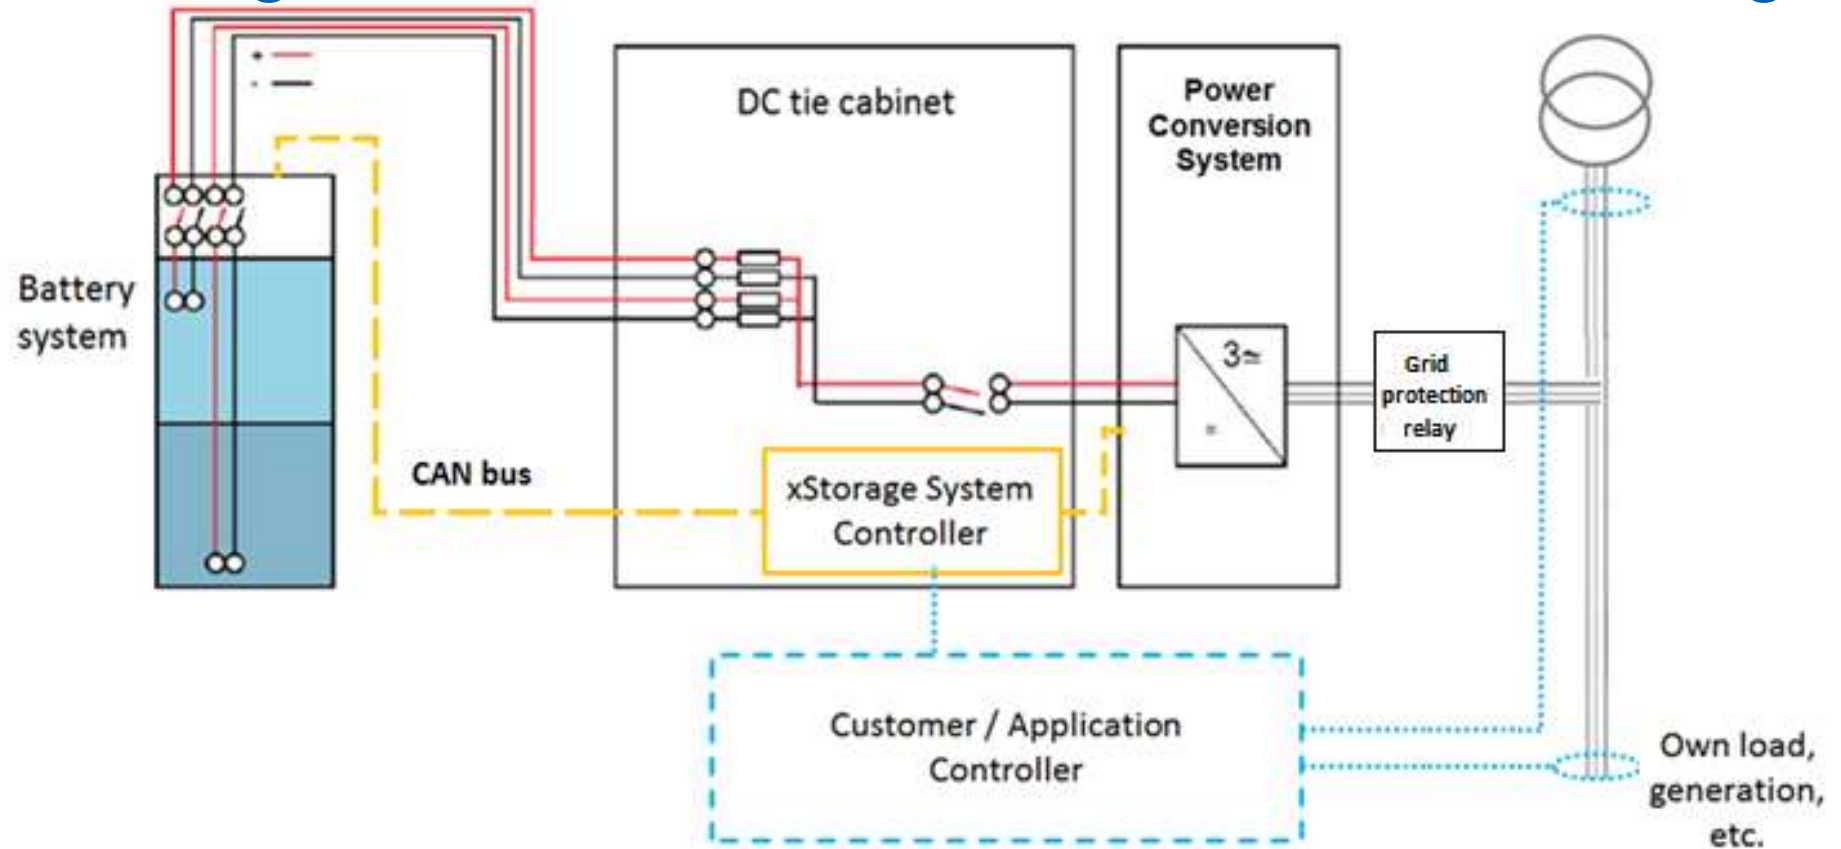 +
-
DC tie cabinet
Power
Conversion
System
Battery
system
3≃
=
Grid
protection
relay
CAN bus
xStorage System
Controller
Customer / Application
Controller
Own load,
generation,
etc.